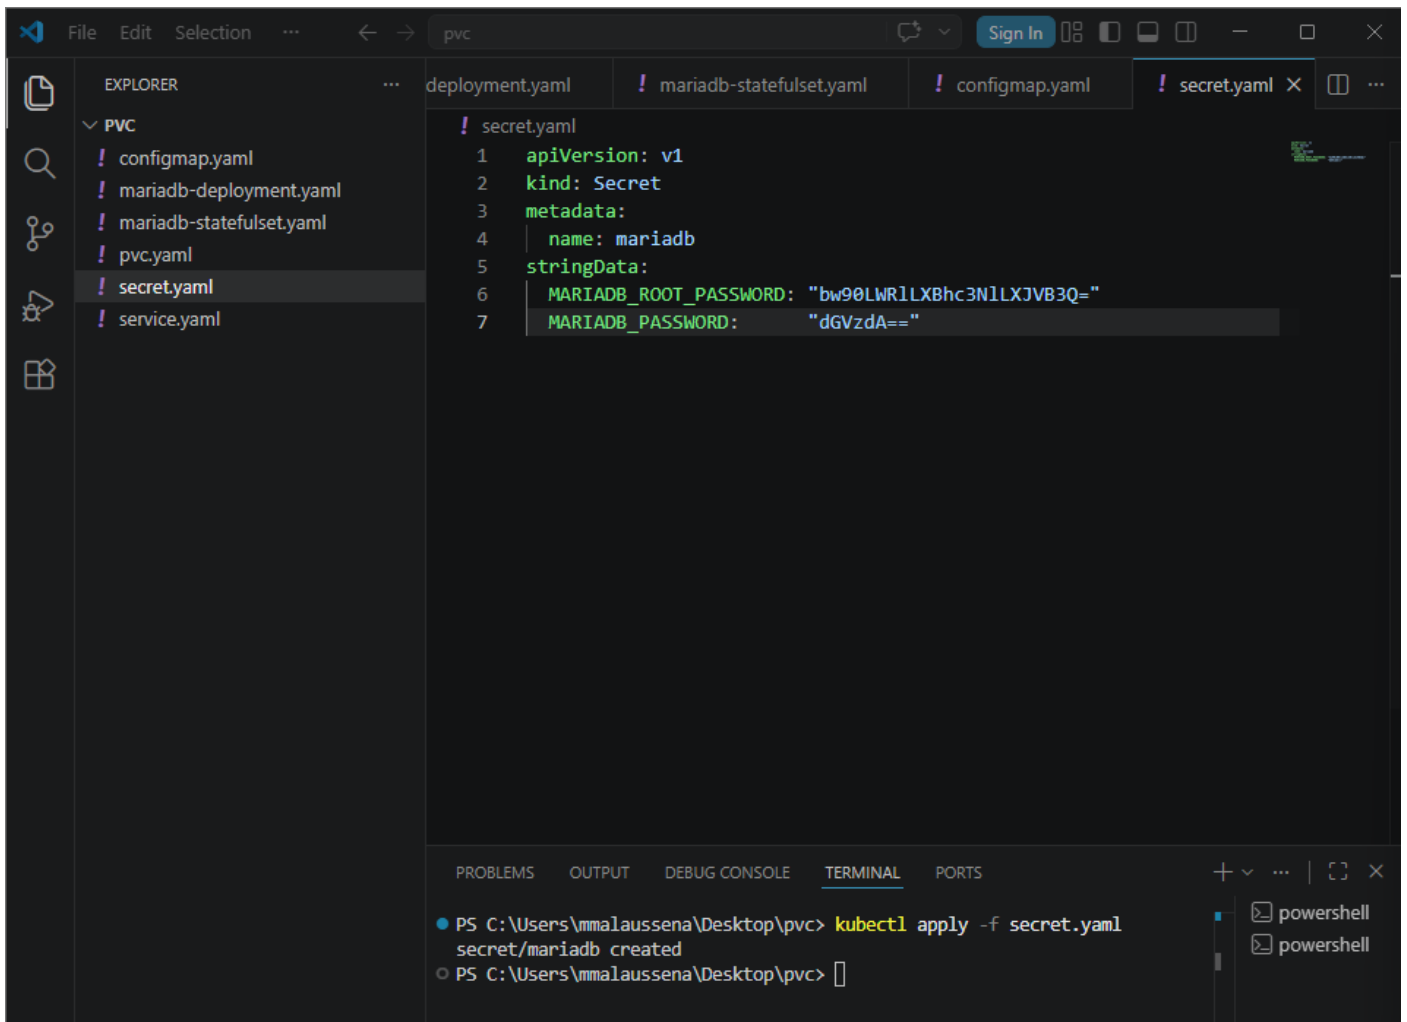 File Edit Selection ··· pvc Sign In
EXPLORER ···
PVC
! configmap.yaml
! mariadb-deployment.yaml
! mariadb-statefulset.yaml
! pvc.yaml
! secret.yaml
! service.yaml
deployment.yaml ! mariadb-statefulset.yaml ! configmap.yaml ! secret.yaml ···
! secret.yaml
1 apiVersion: v1
2 kind: Secret
3 metadata:
4   name: mariadb
5 stringData:
6   MARIADB_ROOT_PASSWORD: "bw90LWRlLXBhc3NlLXJVB3Q="
7   MARIADB_PASSWORD:      "dGVzdA=="
PROBLEMS OUTPUT DEBUG CONSOLE TERMINAL PORTS ···
PS C:\Users\mmalaussena\Desktop\pvc> kubectl apply -f secret.yaml
secret/mariadb created
PS C:\Users\mmalaussena\Desktop\pvc>
powershell
powershell